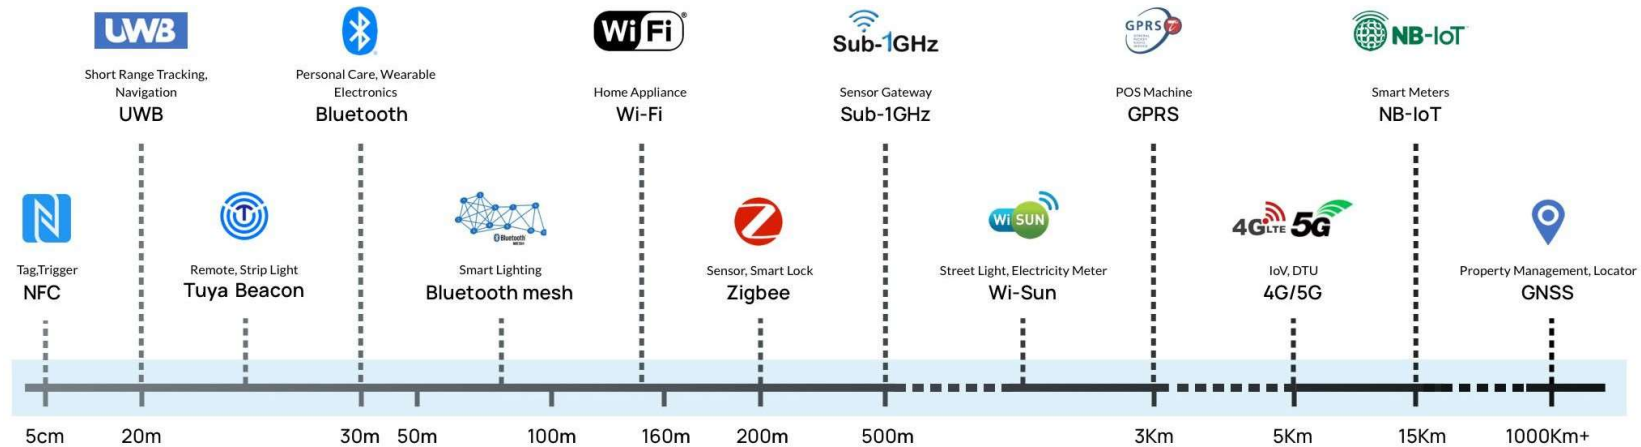 UWB
Short Range Tracking,
Navigation
UWB
Personal Care, Wearable
Electronics
Bluetooth
Wi Fi
Home Appliance
Wi-Fi
Sub-1GHz
Sensor Gateway
Sub-1GHz
GPRS
POS Machine
GPRS
NB-IoT
Smart Meters
NB-IoT
N
Tag,Trigger
NFC
T
Remote, Strip Light
Tuya Beacon
Bluetalk
Smart Lighting
Bluetooth mesh
Z
Sensor, Smart Lock
Zigbee
Wi SUN
Street Light, Electricity Meter
Wi-Sun
4G LTE 5G
IoV, DTU
4G/5G
Property Management, Locator
GNSS
5cm 20m 30m 50m 100m 160m 200m 500m 3Km 5Km 15Km 1000Km+